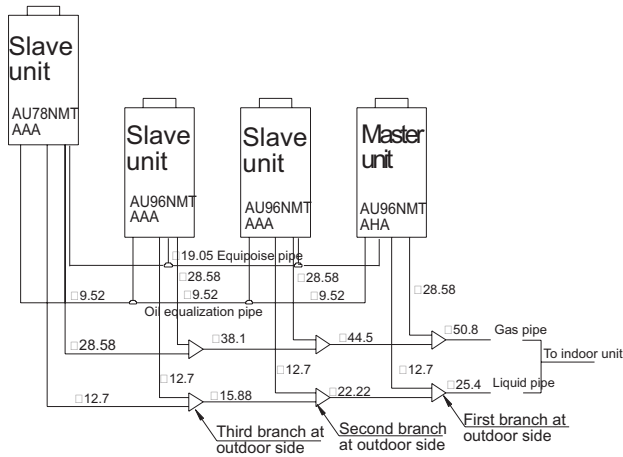 Slave
unit
AU78NMT
AAA
Slave
unit
AU96NMT
AAA
Slave
unit
AU96NMT
AAA
Master
unit
AU96NMT
AHA
□19.05 Equipoise pipe
□28.58
□28.58
□28.58
□9.52
□9.52
□9.52
Oil equalization pipe
□28.58
□38.1
□44.5
□50.8
Gas pipe
To indoor unit
□12.7
□12.7
□12.7
□12.7
□15.88
□22.22
□25.4
Liquid pipe
Third branch at
outdoor side
Second branch
at outdoor side
First branch at
outdoor side